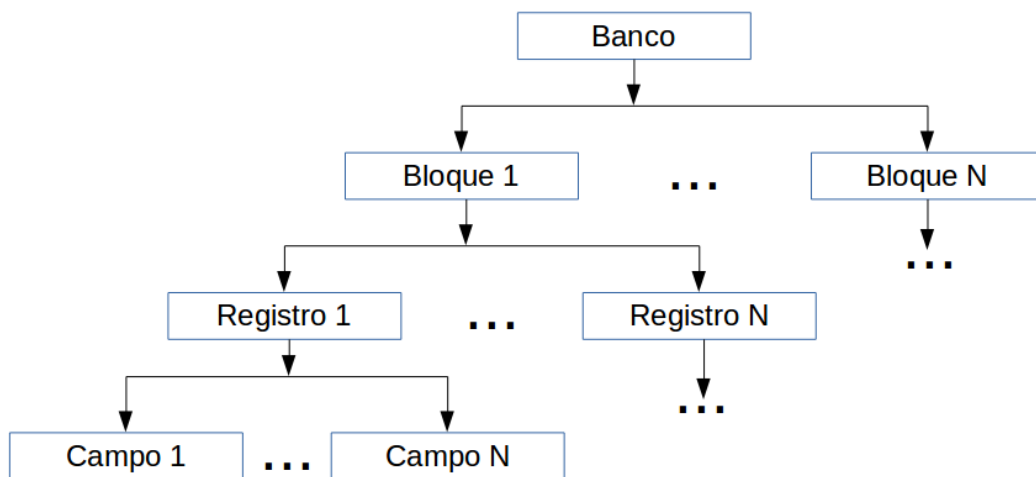 Banco
Bloque 1
...
Bloque N
...
Registro 1
...
Registro N
...
Campo 1
...
Campo N